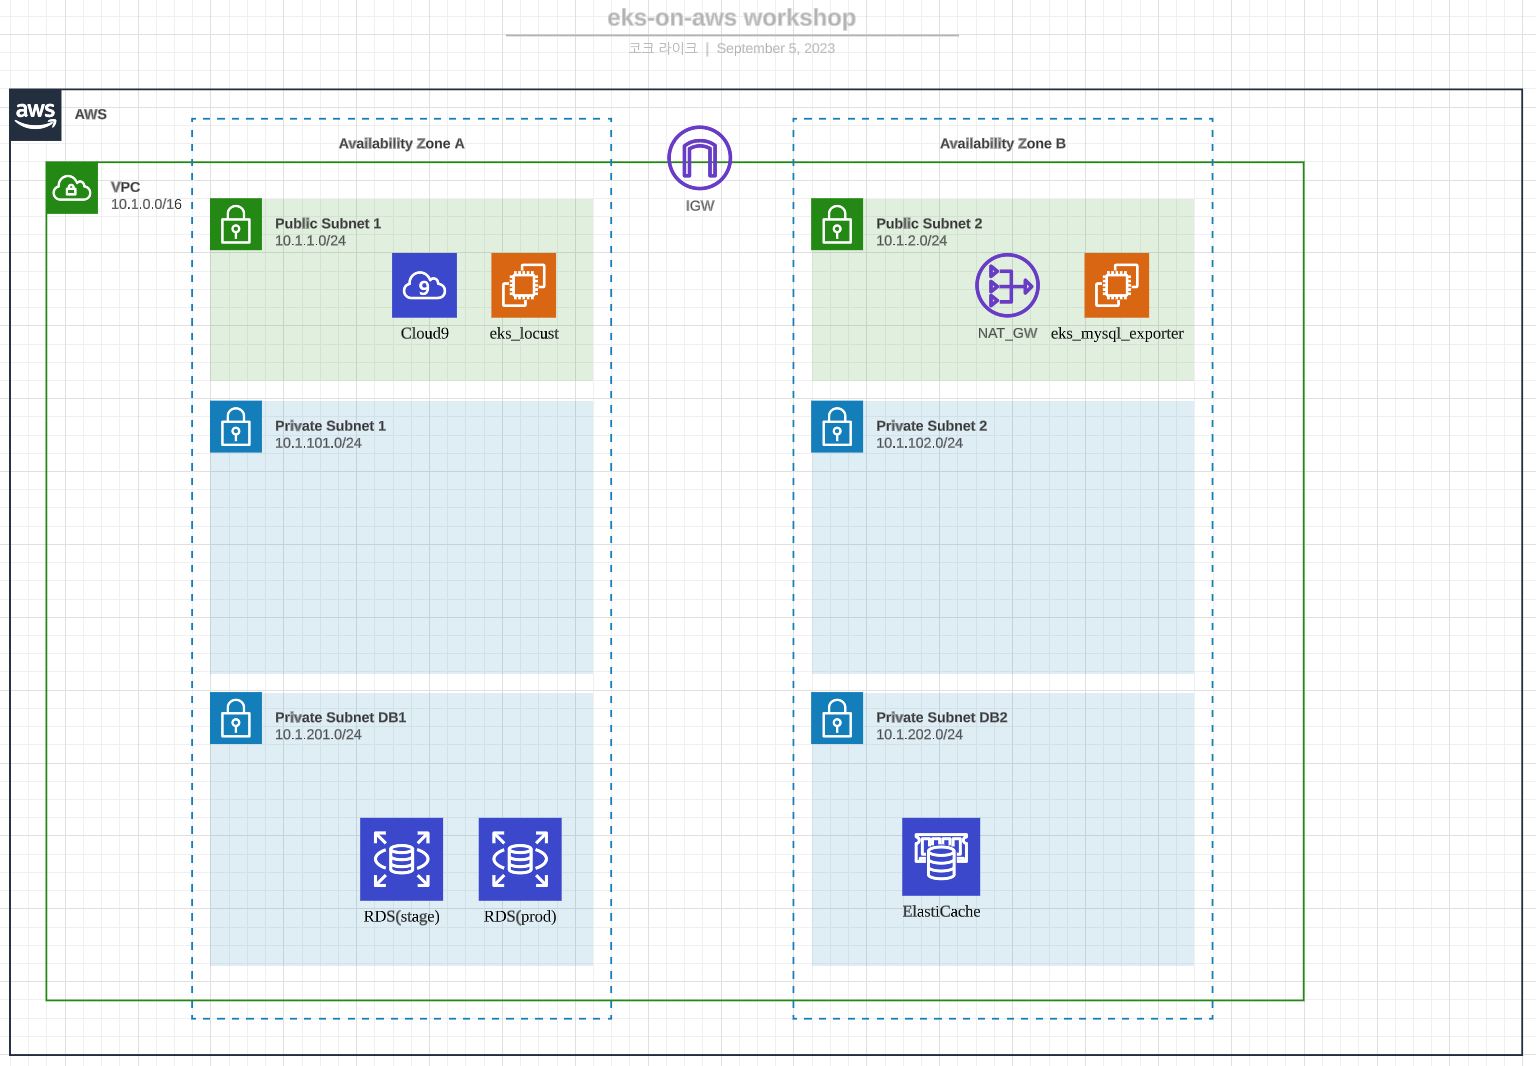 eks-on-aws workshop
코크 라이크 | September 5, 2023
aws
AWS
Availability Zone A
Availability Zone B
VPC
10.1.0.0/16
IGW
Public Subnet 1
10.1.1.0/24
9
Cloud9
eks_locust
Public Subnet 2
10.1.2.0/24
NAT_GW
eks_mysql_exporter
Private Subnet 1
10.1.101.0/24
Private Subnet 2
10.1.102.0/24
Private Subnet DB1
10.1.201.0/24
RDS(stage)
RDS(prod)
Private Subnet DB2
10.1.202.0/24
ElastiCache